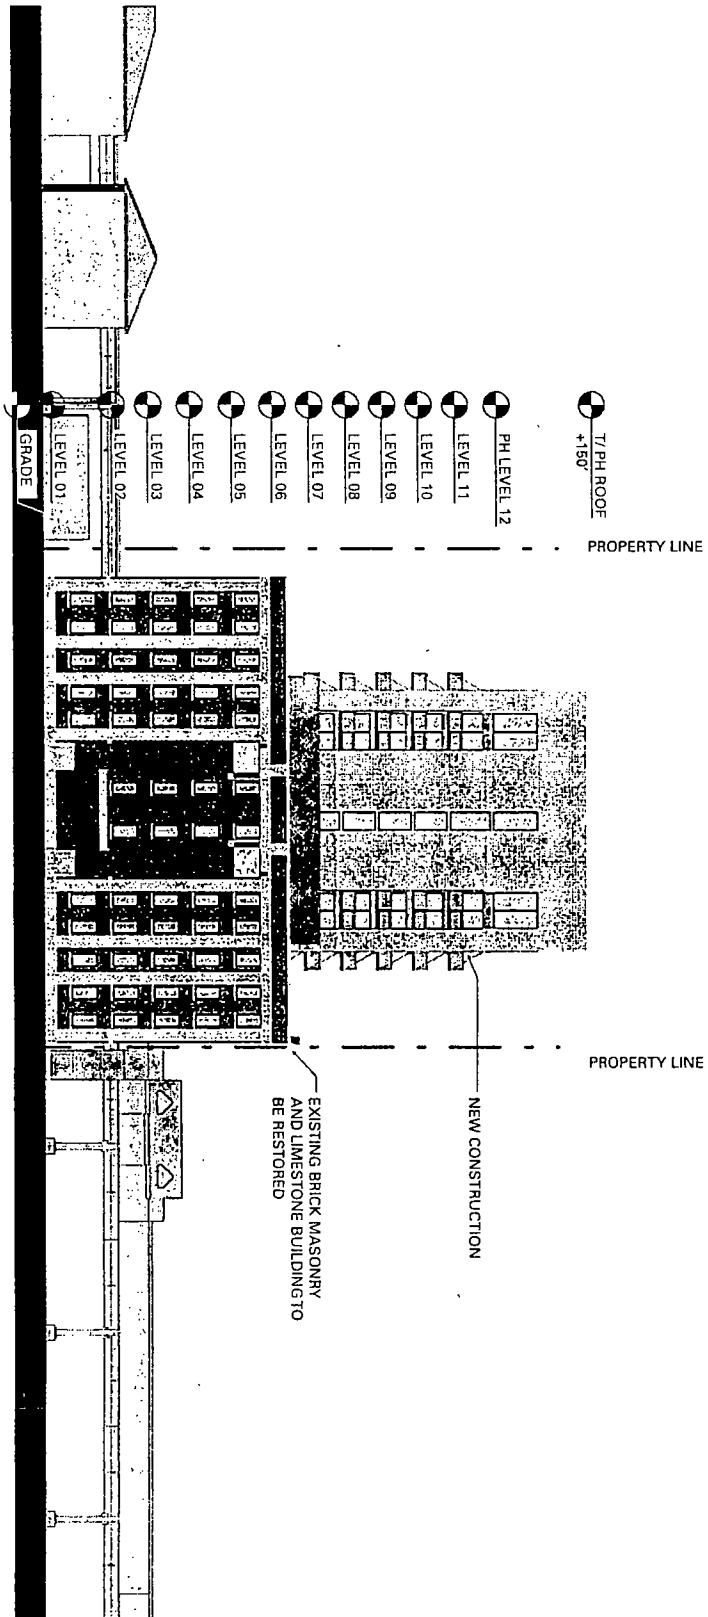 T/PH ROOF
+150'
PH LEVEL 12
LEVEL 11
LEVEL 10
LEVEL 09
LEVEL 08
LEVEL 07
LEVEL 06
LEVEL 05
LEVEL 04
LEVEL 03
LEVEL 02
LEVEL 01
GRADE
PROPERTY LINE
PROPERTY LINE
NEW CONSTRUCTION
EXISTING BRICK MASONRY
AND LIMESTONE BUILDING TO
BE RESTORED